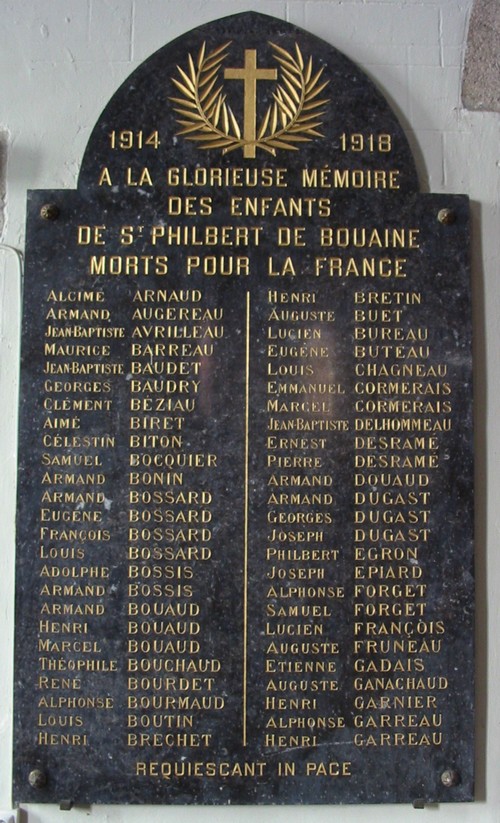 1914 1918
A LA GLORIEUSE MÉMOIRE
DES ENFANTS
DE ST PHILBERT DE BOUAINE
MORTS POUR LA FRANCE
ALCIME ARNAUD
ARMAND AUGEREAU
JEAN-BAPTISTE AVRILLEAU
MAURICE BARREAU
JEAN-BAPTISTE BAUDET
GEORGES BAUDRY
CLÉMENT BÉZIAU
AIMÉ BIRET
CÉLESTIN BITON
SAMUEL BOCQUIER
ARMAND BONIN
ARMAND BOSSARD
EUGÈNE BOSSARD
FRANÇOIS BOSSARD
LOUIS BOSSARD
ADOLPHE BOSSIS
ARMAND BOSSIS
ARMAND BOUAUD
HENRI BOUAUD
MARCEL BOUAUD
THÉOPHILE BOUCHAUD
RENÉ BOURDET
ALPHONSE BOURMAUD
LOUIS BOUTIN
HENRI BRECHET
HENRI BRETIN
AUGUSTE BUET
LUCIEN BUREAU
EUGÈNE BUTEAU
LOUIS CHAGNEAU
EMMANUEL CORMERAIS
MARCEL CORMERAIS
JEAN-BAPTISTE DELHOMMEAU
ERNEST DESRAMÉ
PIERRE DESRAMÉ
ARMAND DOUAUD
ARMAND DUGAST
GEORGES DUGAST
JOSEPH DUGAST
PHILBERT EGRON
JOSEPH EPIARD
ALPHONSE FORGET
SAMUEL FORGET
LUCIEN FRANÇOIS
AUGUSTE FRUNEAU
ETIENNE GADAIS
AUGUSTE GANACHAUD
HENRI GARNIER
ALPHONSE GARREAU
HENRI GARREAU
REQUIESCANT IN PACE